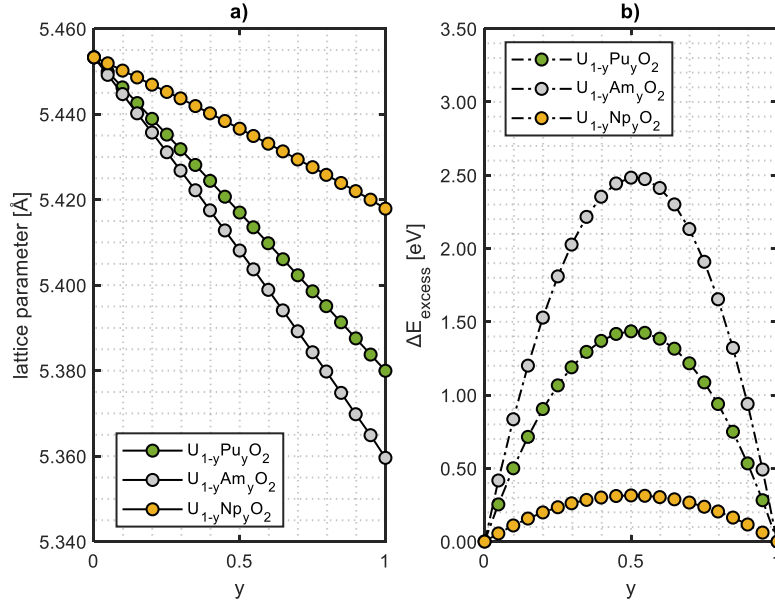 a)
5.460
5.440
5.420
5.400
5.380
5.360
5.340
lattice parameter [Å]
0
0.5
1
y
U₁₋yPuyO₂
U₁₋yAmyO₂
U₁₋yNpyO₂
b)
3.50
3.00
2.50
2.00
1.50
1.00
0.50
0.00
ΔEexcess [eV]
0
0.5
1
y
U₁₋yPuyO₂
U₁₋yAmyO₂
U₁₋yNpyO₂